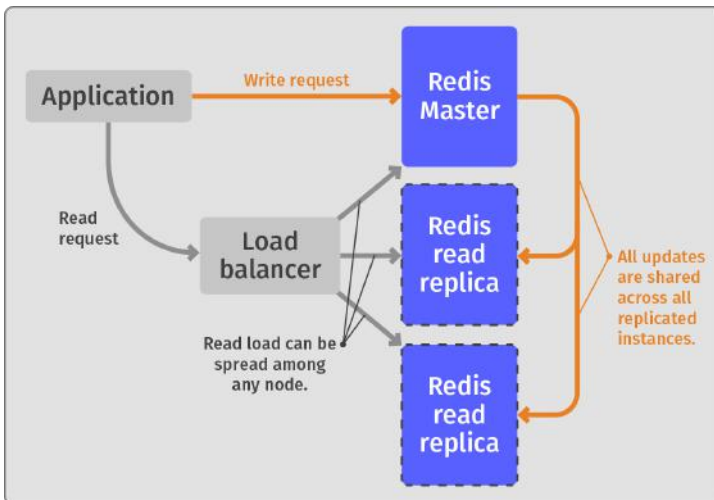 Application
Write request
Redis
Master
Read
request
Load
balancer
Redis
read
replica
All updates
are shared
across all
replicated
instances.
Read load can be
spread among
any node.
Redis
read
replica